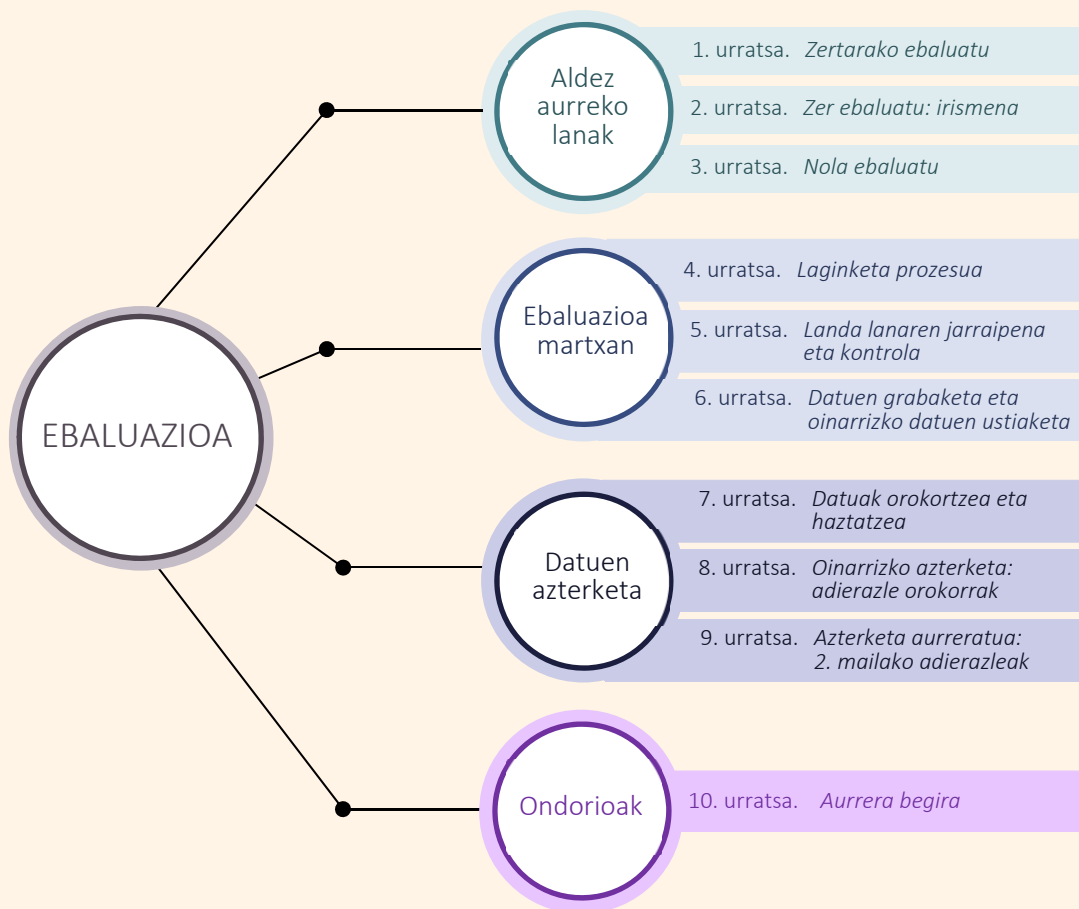 EBALUAZIOA
Aldez
aurreko
lanak
1. urratsa. Zertarako ebaluatu
2. urratsa. Zer ebaluatu: irismena
3. urratsa. Nola ebaluatu
Ebaluazioa
martxan
4. urratsa. Laginketa prozesua
5. urratsa. Landa lanaren jarraipena
eta kontrola
6. urratsa. Datuen grabaketa eta
oinarrizko datuen ustiaketa
Datuen
azterketa
7. urratsa. Datuak orokortzea eta
haztatzea
8. urratsa. Oinarrizko azterketa:
adierazle orokorrak
9. urratsa. Azterketa aurreratua:
2. mailako adierazleak
Ondorioak
10. urratsa. Aurrera begira